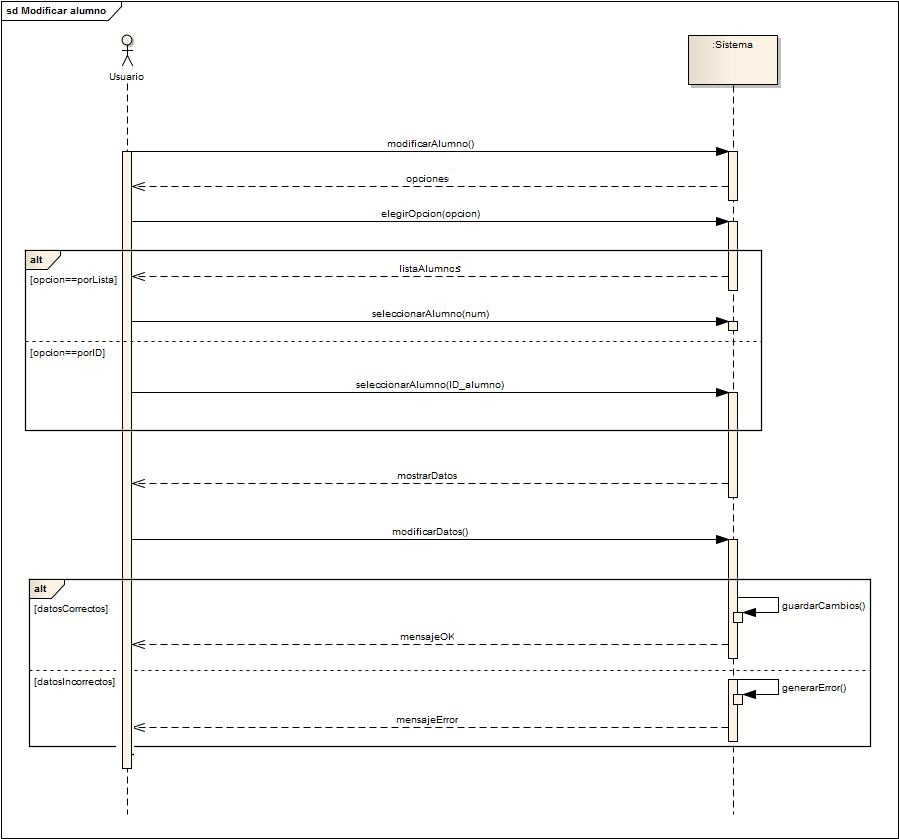 sd Modificar alumno
:Sistema
Usuario
modificarAlumno()
opciones
elegirOpcion(opcion)
alt
listaAlumnos
[opcion==porLista]
seleccionarAlumno(num)
[opcion==porID]
seleccionarAlumno(ID_alumno)
mostrarDatos
modificarDatos()
alt
[datosCorrectos]
guardarCambios()
mensajeOK
[datosIncorrectos]
generarError()
mensajeError